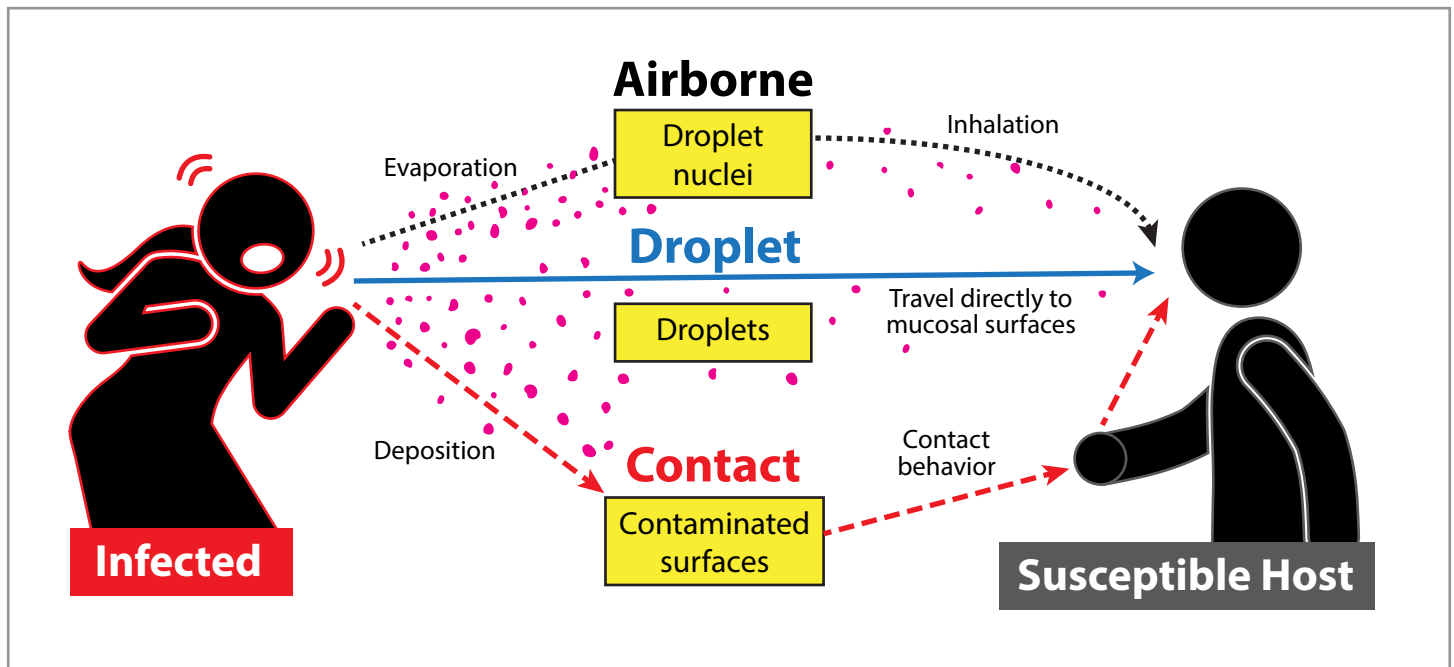 Airborne
Droplet
nuclei
Evaporation
Inhalation
Droplet
Travel directly to
mucosal surfaces
Droplets
Deposition
Contact
Contact
behavior
Contaminated
surfaces
Infected
Susceptible Host